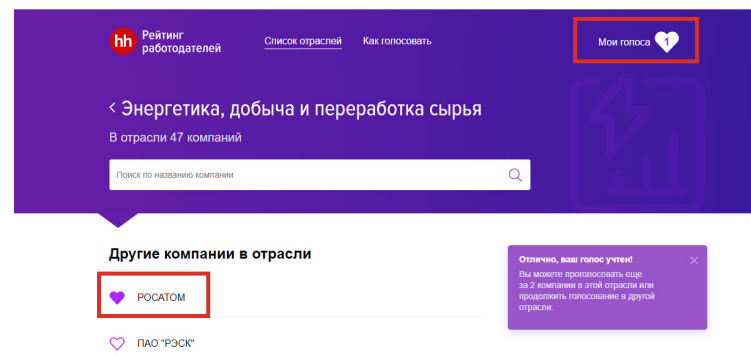 hh Рейтинг
работодателей
Список отраслей
Как голосовать
Мои голоса 1
< Энергетика, добыча и переработка сырья
В отрасли 47 компаний
Поиск по названию компании
Другие компании в отрасли
РОСАТОМ
ПАО "РЭСК"
Отлично, ваш голос учтен!
Вы можете проголосовать еще
за 2 компании в этой отрасли или
продолжить голосование в другой
отрасли.